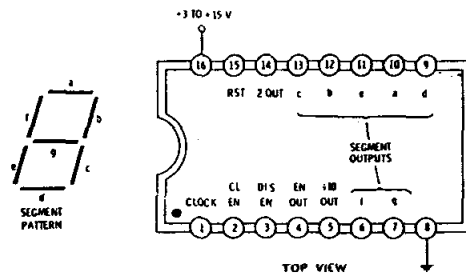 +3 TO +15 V
16 15 14 13 12 11 10 9
RST 2 OUT c b e a d
a
f b
g
e c
d
SEGMENT
PATTERN
SEGMENT
OUTPUTS
CL DIS EN ÷10
CLOCK EN EN OUT OUT f g
1 2 3 4 5 6 7 8
TOP VIEW